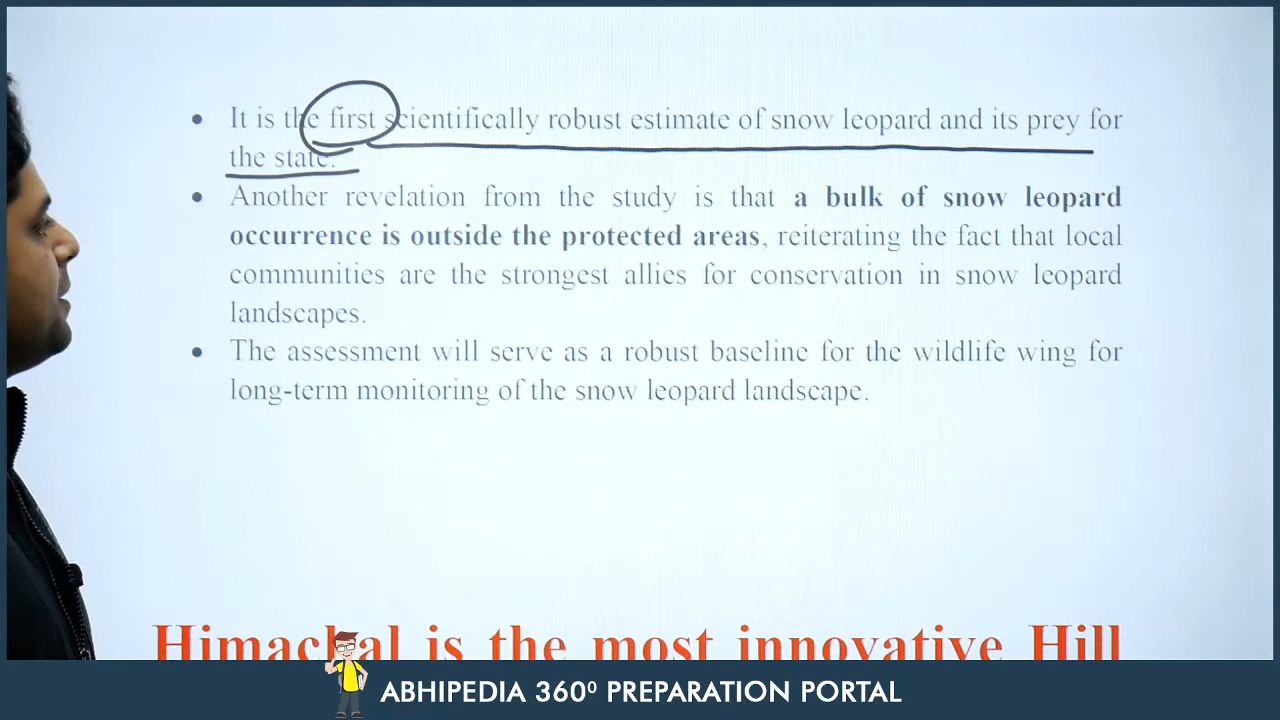 It is the first scientifically robust estimate of snow leopard and its prey for
the state.
Another revelation from the study is that a bulk of snow leopard
occurrence is outside the protected areas, reiterating the fact that local
communities are the strongest allies for conservation in snow leopard
landscapes.
The assessment will serve as a robust baseline for the wildlife wing for
long-term monitoring of the snow leopard landscape.
Himachal is the most innovative Hill
ABHIPEDIA 360⁰ PREPARATION PORTAL